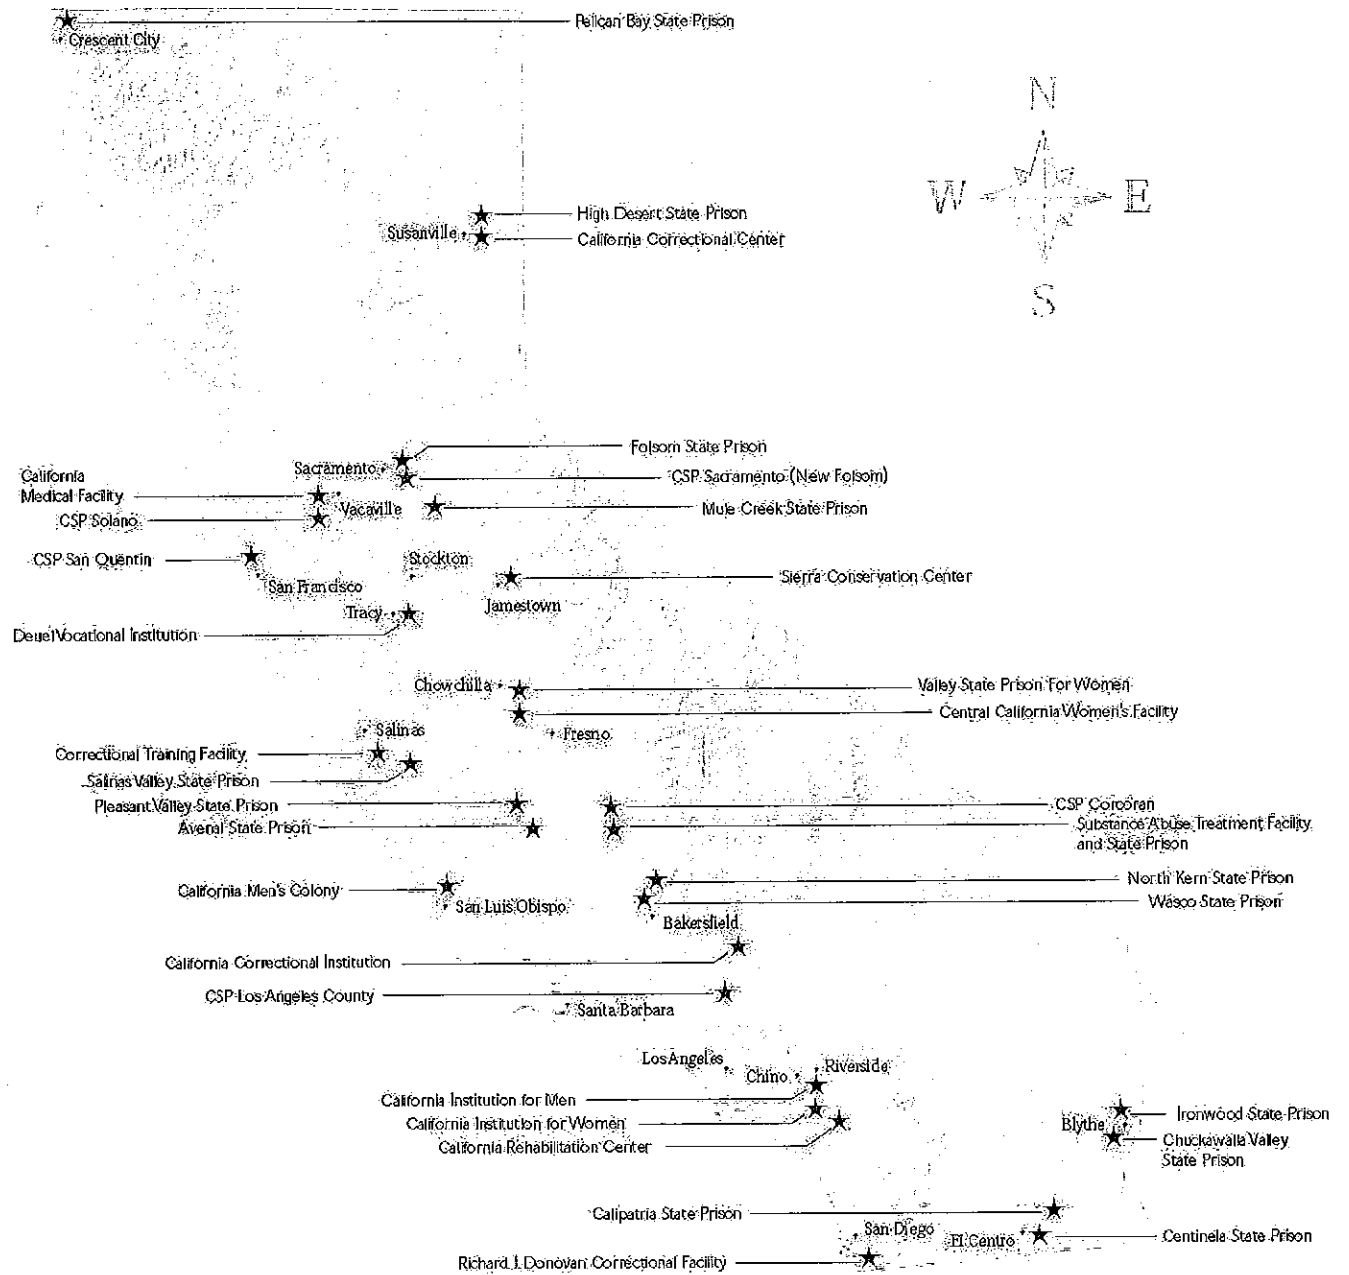 Pelican Bay State Prison
Crescent City
N
W
E
S
High Desert State Prison
Susanville
California Correctional Center
Folsom State Prison
Sacramento
California
Medical Facility
CSP Sacramento (New Folsom)
Vacaville
Mule Creek State Prison
CSP Solano
CSP San Quentin
Stockton
San Francisco
Sierra Conservation Center
Jamestown
Tracy
Deuel Vocational Institution
Chowchilla
Valley State Prison For Women
Central California Women's Facility
Salinas
Fresno
Correctional Training Facility
Salinas Valley State Prison
Pleasant Valley State Prison
CSP Corcoran
Avenal State Prison
Substance Abuse Treatment Facility
and State Prison
North Kern State Prison
California Men's Colony
San Luis Obispo
Wasco State Prison
Bakersfield
California Correctional Institution
CSP Los Angeles County
Santa Barbara
Los Angeles
Chino
Riverside
California Institution for Men
California Institution for Women
California Rehabilitation Center
Ironwood State Prison
Blythe
Chuckawalla Valley
State Prison
Calipatria State Prison
San Diego
El Centro
Centinela State Prison
Richard J. Donovan Correctional Facility